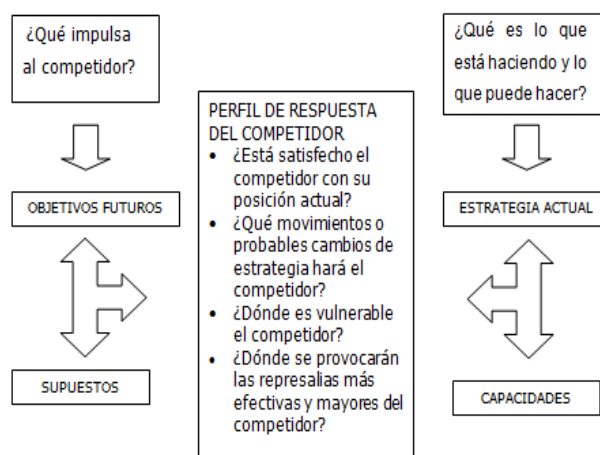 ¿Qué impulsa
al competidor?
OBJETIVOS FUTUROS
SUPUESTOS
PERFIL DE RESPUESTA
DEL COMPETIDOR
• ¿Está satisfecho el
competidor con su
posición actual?
• ¿Qué movimientos o
probables cambios de
estrategia hará el
competidor?
• ¿Dónde es vulnerable
el competidor?
• ¿Dónde se provocarán
las represalias más
efectivas y mayores del
competidor?
¿Qué es lo que
está haciendo y lo
que puede hacer?
ESTRATEGIA ACTUAL
CAPACIDADES